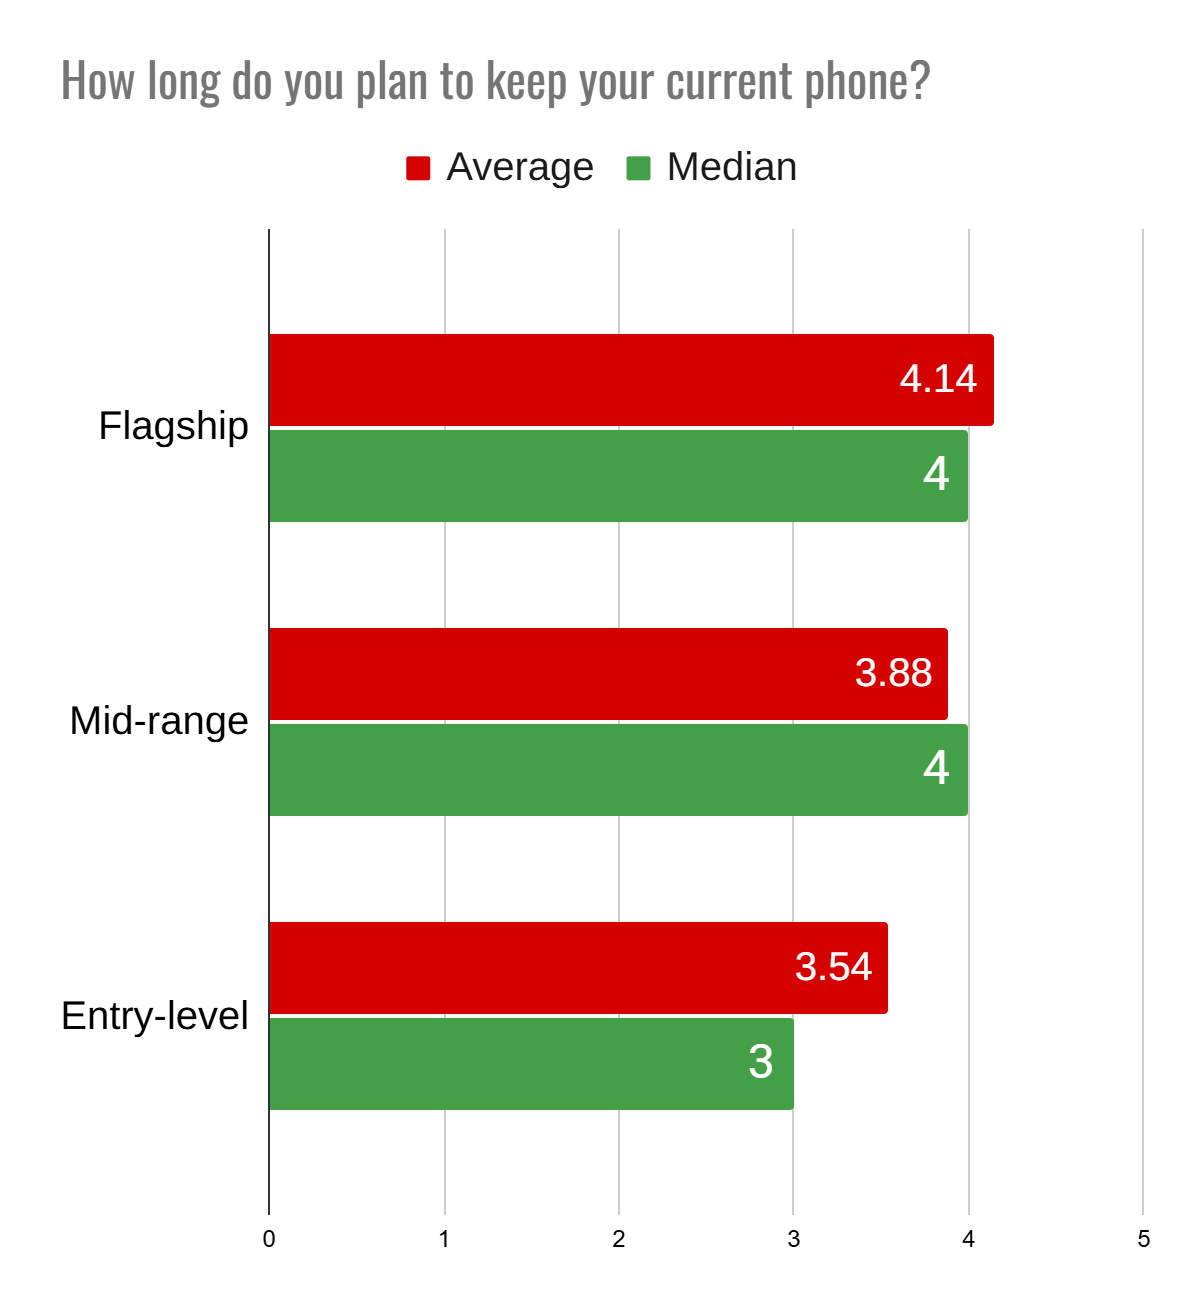 How long do you plan to keep your current phone?
Average Median
4.14
Flagship
4
3.88
Mid-range
4
3.54
Entry-level
3
0 1 2 3 4 5